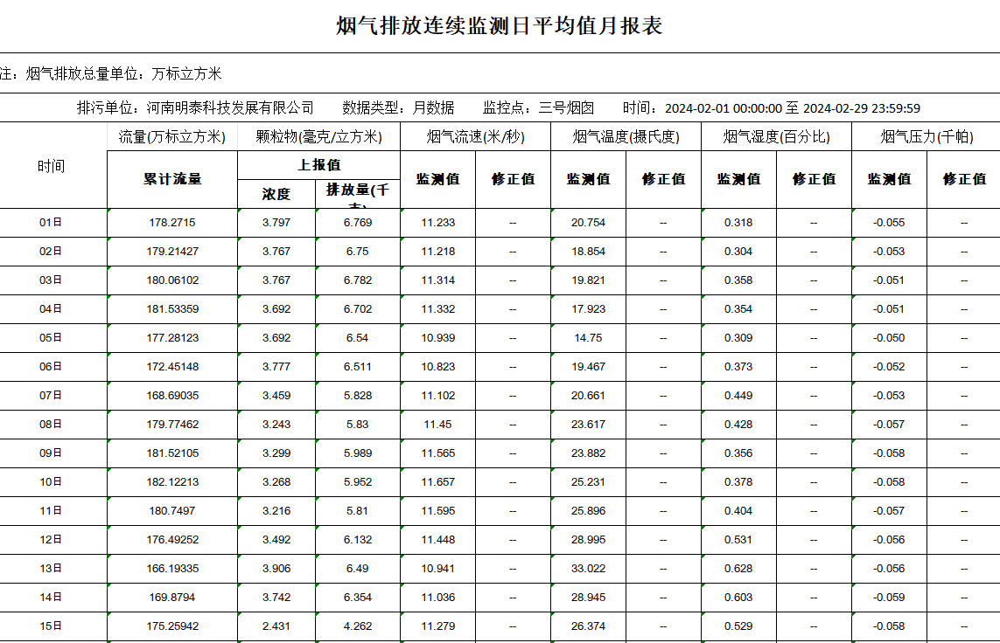 烟气排放连续监测日平均值月报表
注：烟气排放总量单位：万标立方米
排污单位：河南明泰科技发展有限公司 数据类型：月数据 监控点：三号烟囱 时间：2024-02-01 00:00:00 至 2024-02-29 23:59:59
时间 流量(万标立方米) 颗粒物(毫克/立方米) 烟气流速(米/秒) 烟气温度(摄氏度) 烟气湿度(百分比) 烟气压力(千帕)
累计流量 上报值 监测值 修正值 监测值 修正值 监测值 修正值 监测值 修正值
浓度 排放量(千
01日 178.2715 3.797 6.769 11.233 -- 20.754 -- 0.318 -- -0.055 --
02日 179.21427 3.767 6.75 11.218 -- 18.854 -- 0.304 -- -0.053 --
03日 180.06102 3.767 6.782 11.314 -- 19.821 -- 0.358 -- -0.051 --
04日 181.53359 3.692 6.702 11.332 -- 17.923 -- 0.354 -- -0.051 --
05日 177.28123 3.692 6.54 10.939 -- 14.75 -- 0.309 -- -0.050 --
06日 172.45148 3.777 6.511 10.823 -- 19.467 -- 0.373 -- -0.052 --
07日 168.69035 3.459 5.828 11.102 -- 20.661 -- 0.449 -- -0.053 --
08日 179.77462 3.243 5.83 11.45 -- 23.617 -- 0.428 -- -0.057 --
09日 181.52105 3.299 5.989 11.565 -- 23.882 -- 0.356 -- -0.058 --
10日 182.12213 3.268 5.952 11.657 -- 25.231 -- 0.378 -- -0.058 --
11日 180.7497 3.216 5.81 11.595 -- 25.896 -- 0.404 -- -0.057 --
12日 176.49252 3.492 6.132 11.448 -- 28.995 -- 0.531 -- -0.056 --
13日 166.19335 3.906 6.49 10.941 -- 33.022 -- 0.628 -- -0.056 --
14日 169.8794 3.742 6.354 11.036 -- 28.945 -- 0.603 -- -0.059 --
15日 175.25942 2.431 4.262 11.279 -- 26.374 -- 0.529 -- -0.058 --